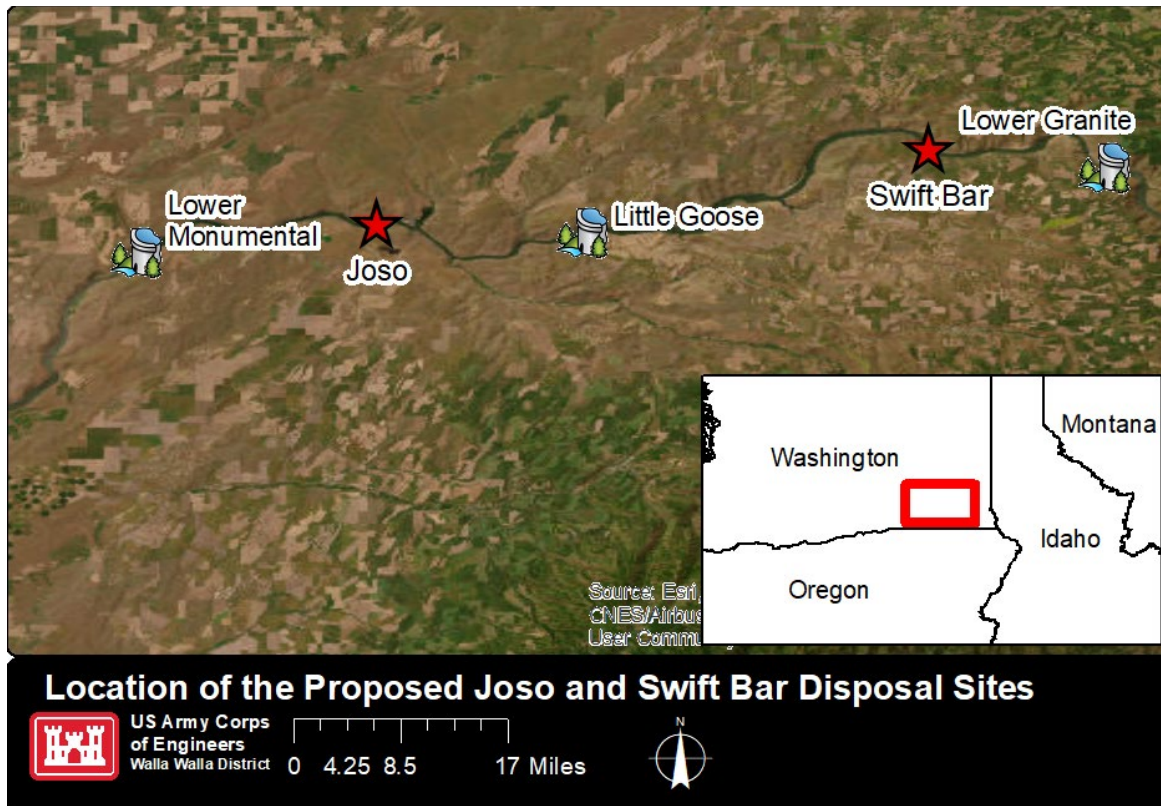 Lower Granite
Swift Bar
Lower
Monumental
Little Goose
Joso
Montana
Washington
Idaho
Oregon
Source: Esri,
CNES/Airbus
User
Location of the Proposed Joso and Swift Bar Disposal Sites
US Army Corps
of Engineers
Walla Walla District
0 4.25 8.5 17 Miles
N